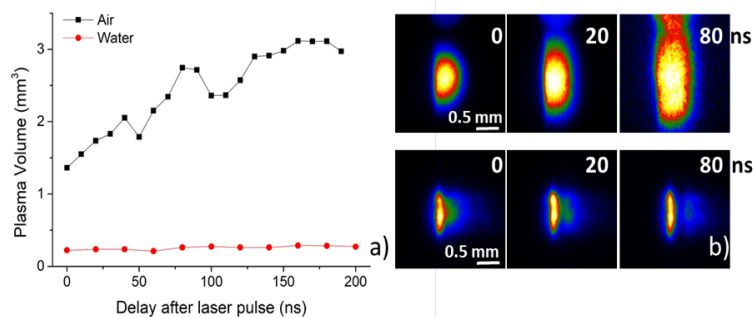 Air
Water
Plasma Volume (mm³)
3
2
1
0
0
50
100
150
200
Delay after laser pulse (ns)
a)
0
20
80 ns
0.5 mm
0
20
80 ns
0.5 mm
b)